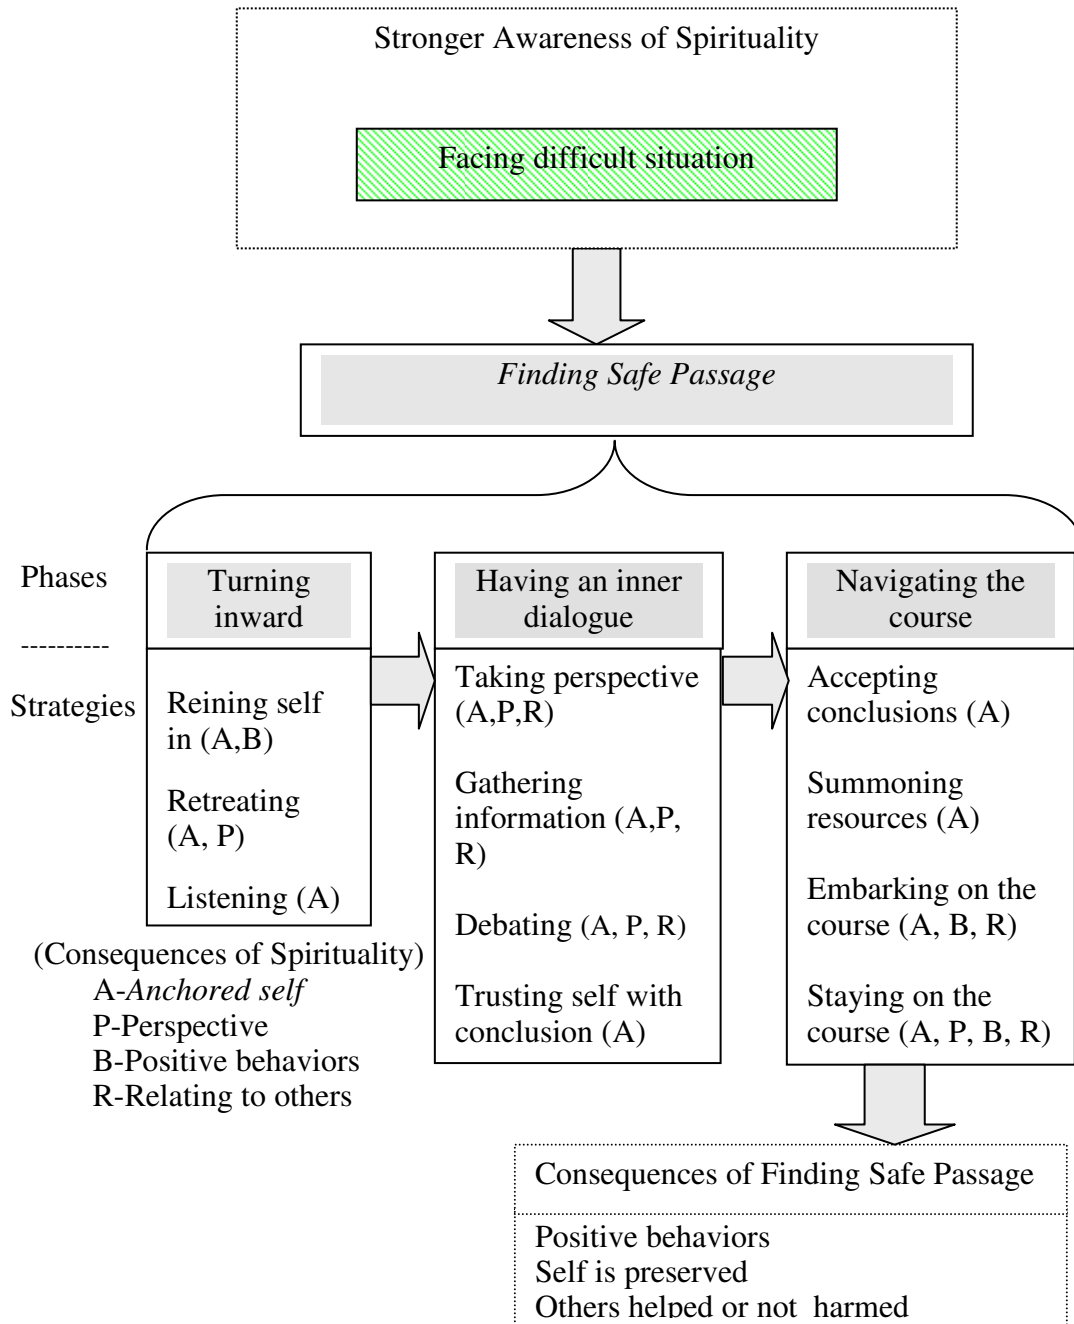 Stronger Awareness of Spirituality
Facing difficult situation
Finding Safe Passage
Phases
----------
Strategies
Turning
inward
Reining self
in (A,B)
Retreating
(A, P)
Listening (A)
Having an inner
dialogue
Taking perspective
(A,P,R)
Gathering
information (A,P,
R)
Debating (A, P, R)
Trusting self with
conclusion (A)
Navigating the
course
Accepting
conclusions (A)
Summoning
resources (A)
Embarking on the
course (A, B, R)
Staying on the
course (A, P, B, R)
(Consequences of Spirituality)
A-Anchored self
P-Perspective
B-Positive behaviors
R-Relating to others
Consequences of Finding Safe Passage
Positive behaviors
Self is preserved
Others helped or not  harmed